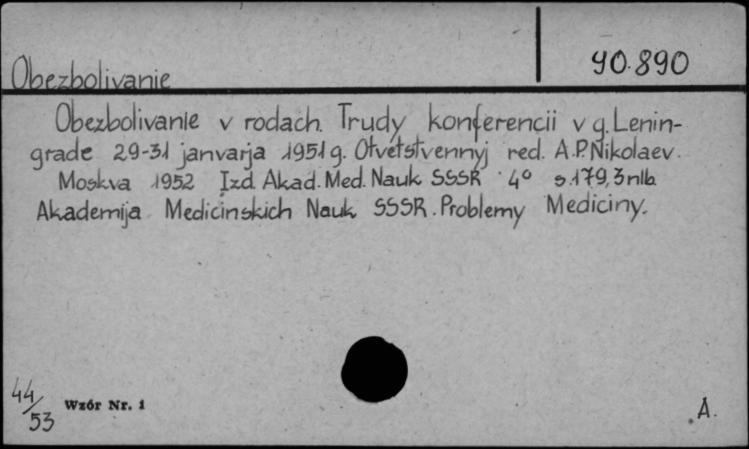 90.890
Obezbolivanie
Obezbolivanie v rodach. Trudy konferencii v g. Lenin-
grade 29-31 janvarja 1951 g. Otvetstvennyj red. A.P. Nikolaev.
Moskva 1952 Izd. Akad. Med. Nauk SSSR 4° s. 179, 3 nlb.
Akademija Medicinskich Nauk SSSR. Problemy Mediciny.
44/53
Wzór Nr. 1
A.